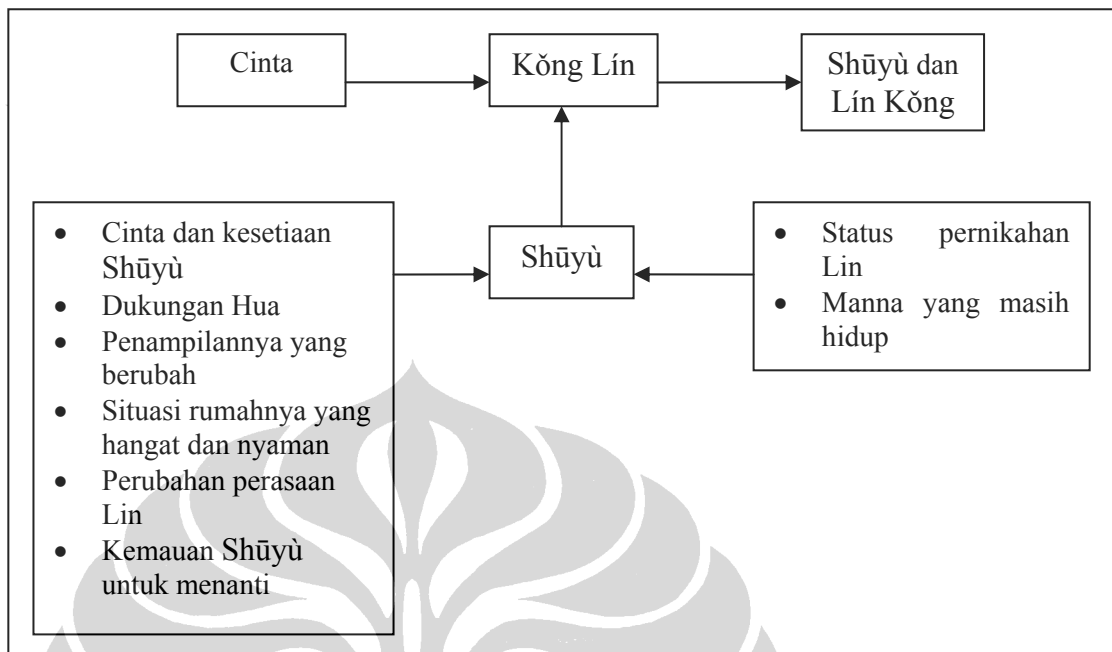 Cinta
Kǒng Lín
Shūyù dan
Lín Kǒng
• Cinta dan kesetiaan
Shūyù
• Dukungan Hua
• Penampilannya yang
berubah
• Situasi rumahnya yang
hangat dan nyaman
• Perubahan perasaan
Lin
• Kemauan Shūyù
untuk menanti
Shūyù
• Status pernikahan
Lin
• Manna yang masih
hidup